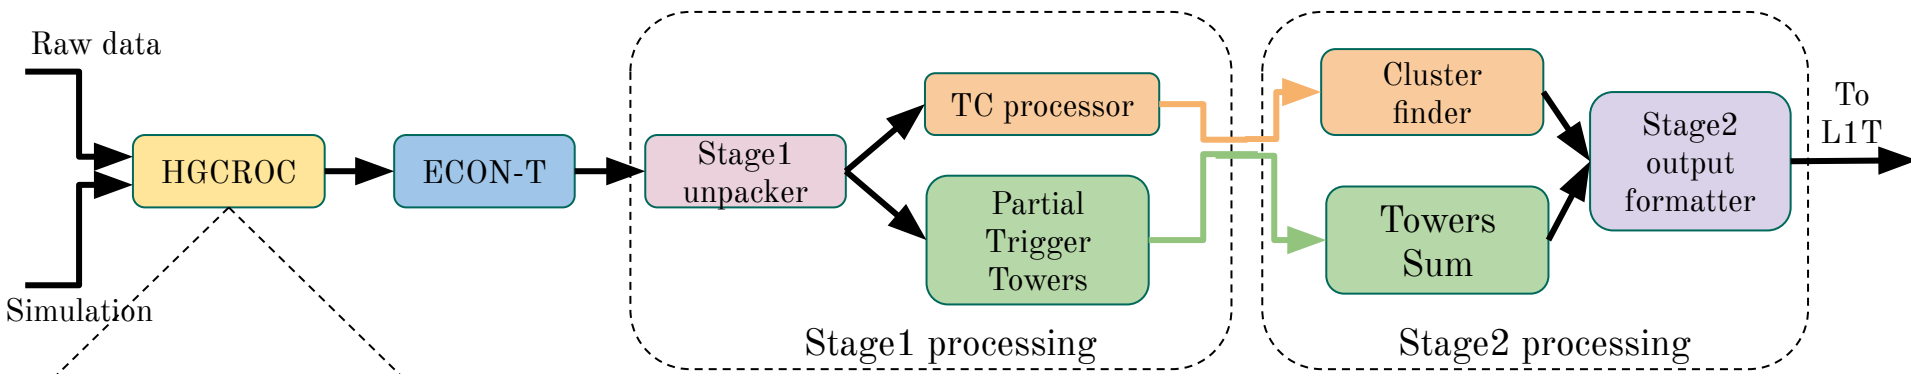 Raw data
Simulation
HGCROC
ECON-T
Stage1
unpacker
TC processor
Partial
Trigger
Towers
Stage1 processing
Cluster
finder
Towers
Sum
Stage2
output
formatter
Stage2 processing
To
L1T